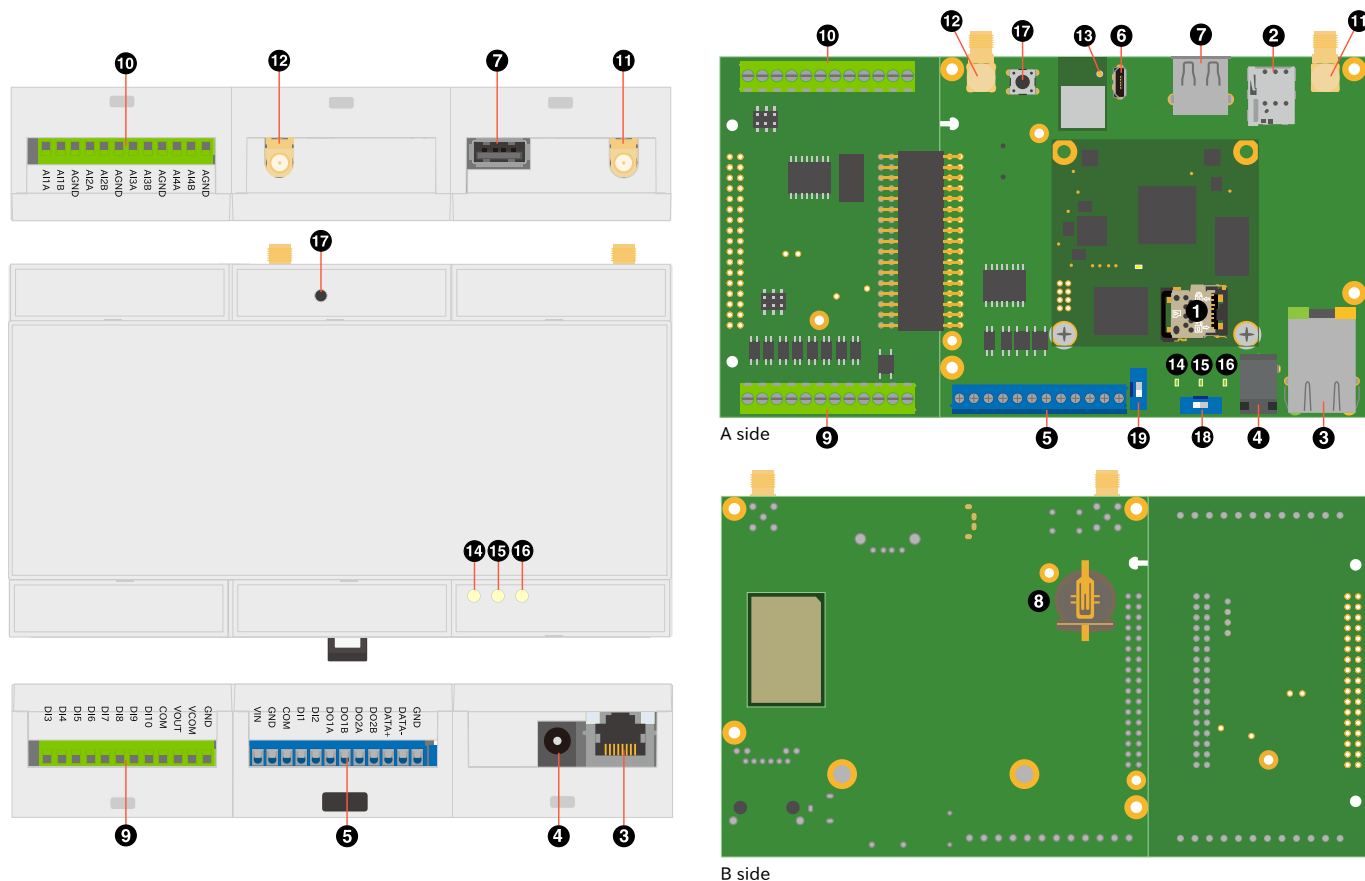 10 12 7 11
AI1A AI1B AGND AI2A AI2B AGND AI3A AI3B AGND AI4A AI4B AGND
17
14 15 16
DI3 DI4 DI5 DI6 DI7 DI8 DI9 DI10 COM VOUT VCOM GND
VIN GND COM DI1 DI2 DO1A DO1B DO2A DO2B DATA+ DATA- GND
9 5 4 3
10 12 17 13 6 7 2 11
1
14 15 16
9 5 19 18 4 3
A side
8
B side